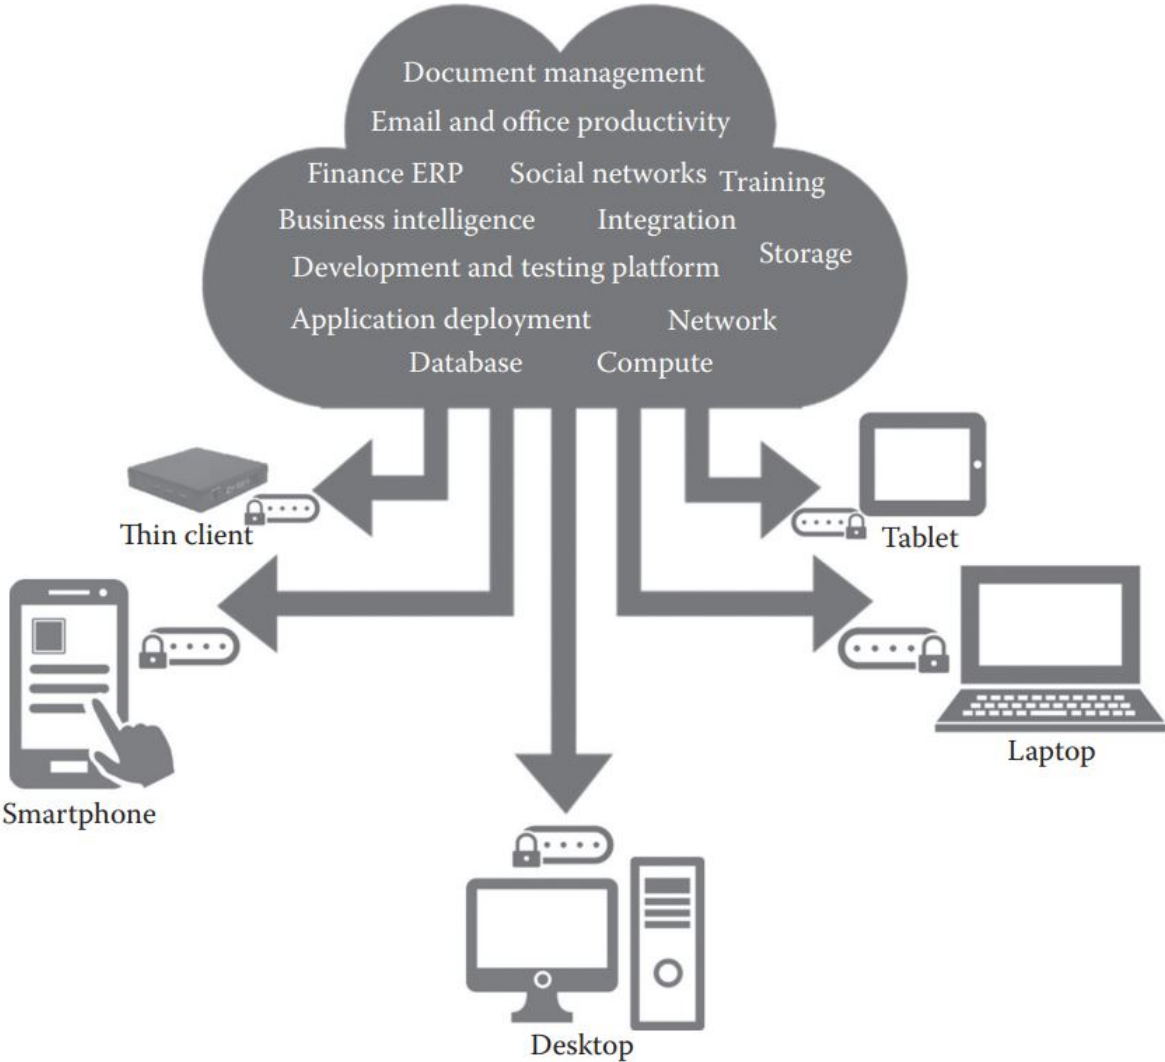 Document management
Email and office productivity
Finance ERP
Social networks
Training
Business intelligence
Integration
Storage
Development and testing platform
Application deployment
Network
Database
Compute
Thin client
Tablet
Laptop
Smartphone
Desktop